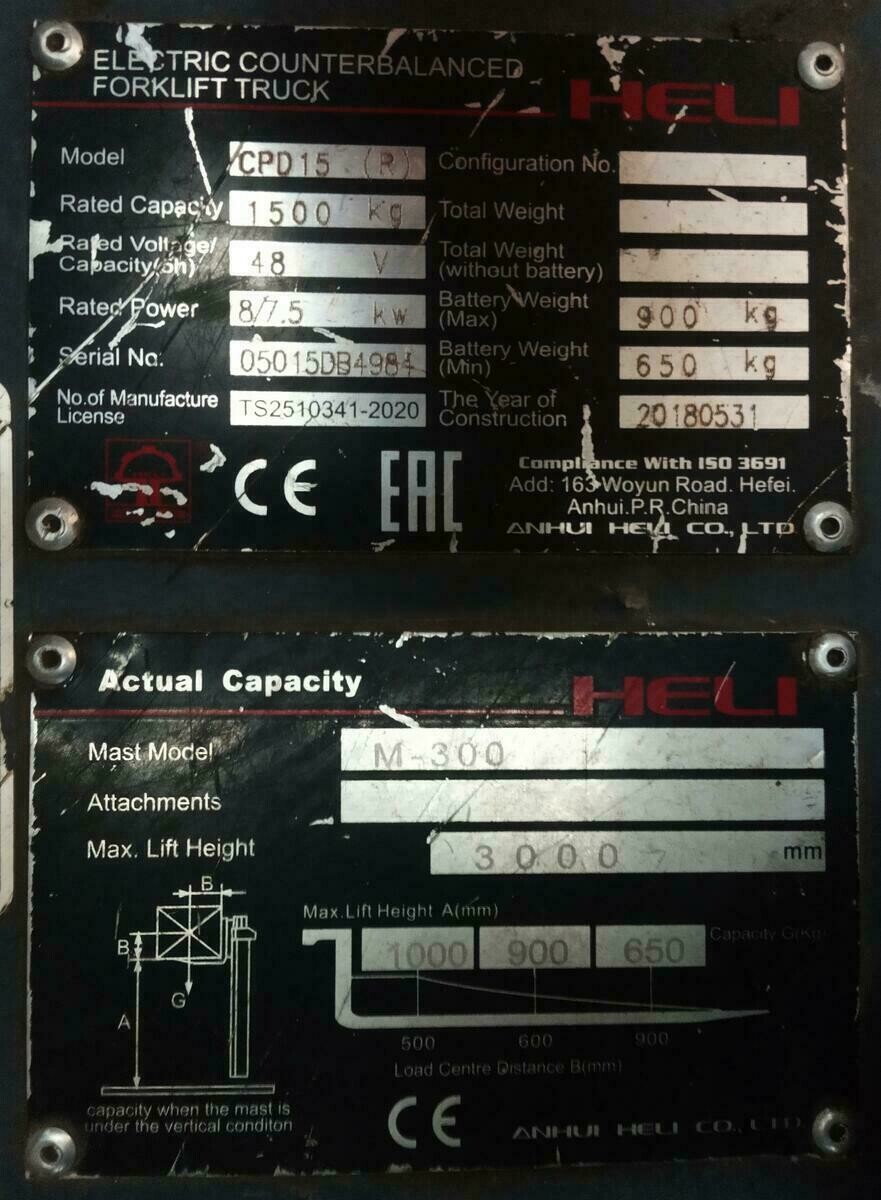 ELECTRIC COUNTERBALANCED
FORKLIFT TRUCK
HELI
Model CPD15 (R) Configuration No.
Rated Capacity 1500 kg Total Weight
Rated Voltage/
Capacity(5h) 48 V Total Weight
(without battery)
Rated Power 8/7.5 kw Battery Weight
(Max) 900 kg
Serial No. 05015DB4984 Battery Weight
(Min) 650 kg
No.of Manufacture
License TS2510341-2020 The Year of
Construction 20180531
CE EAC
Compliance With ISO 3691
Add: 163 Woyun Road. Hefei.
Anhui.P.R.China
ANHUI HELI CO., LTD
Actual Capacity HELI
Mast Model M-300
Attachments
Max. Lift Height 3000 mm
B
B
G
A
Max.Lift Height A(mm)
1000 900 650 Capacity G(Kg)
500 600 900
Load Centre Distance B(mm)
capacity when the mast is
under the vertical conditon
CE
ANHUI HELI CO., LTD